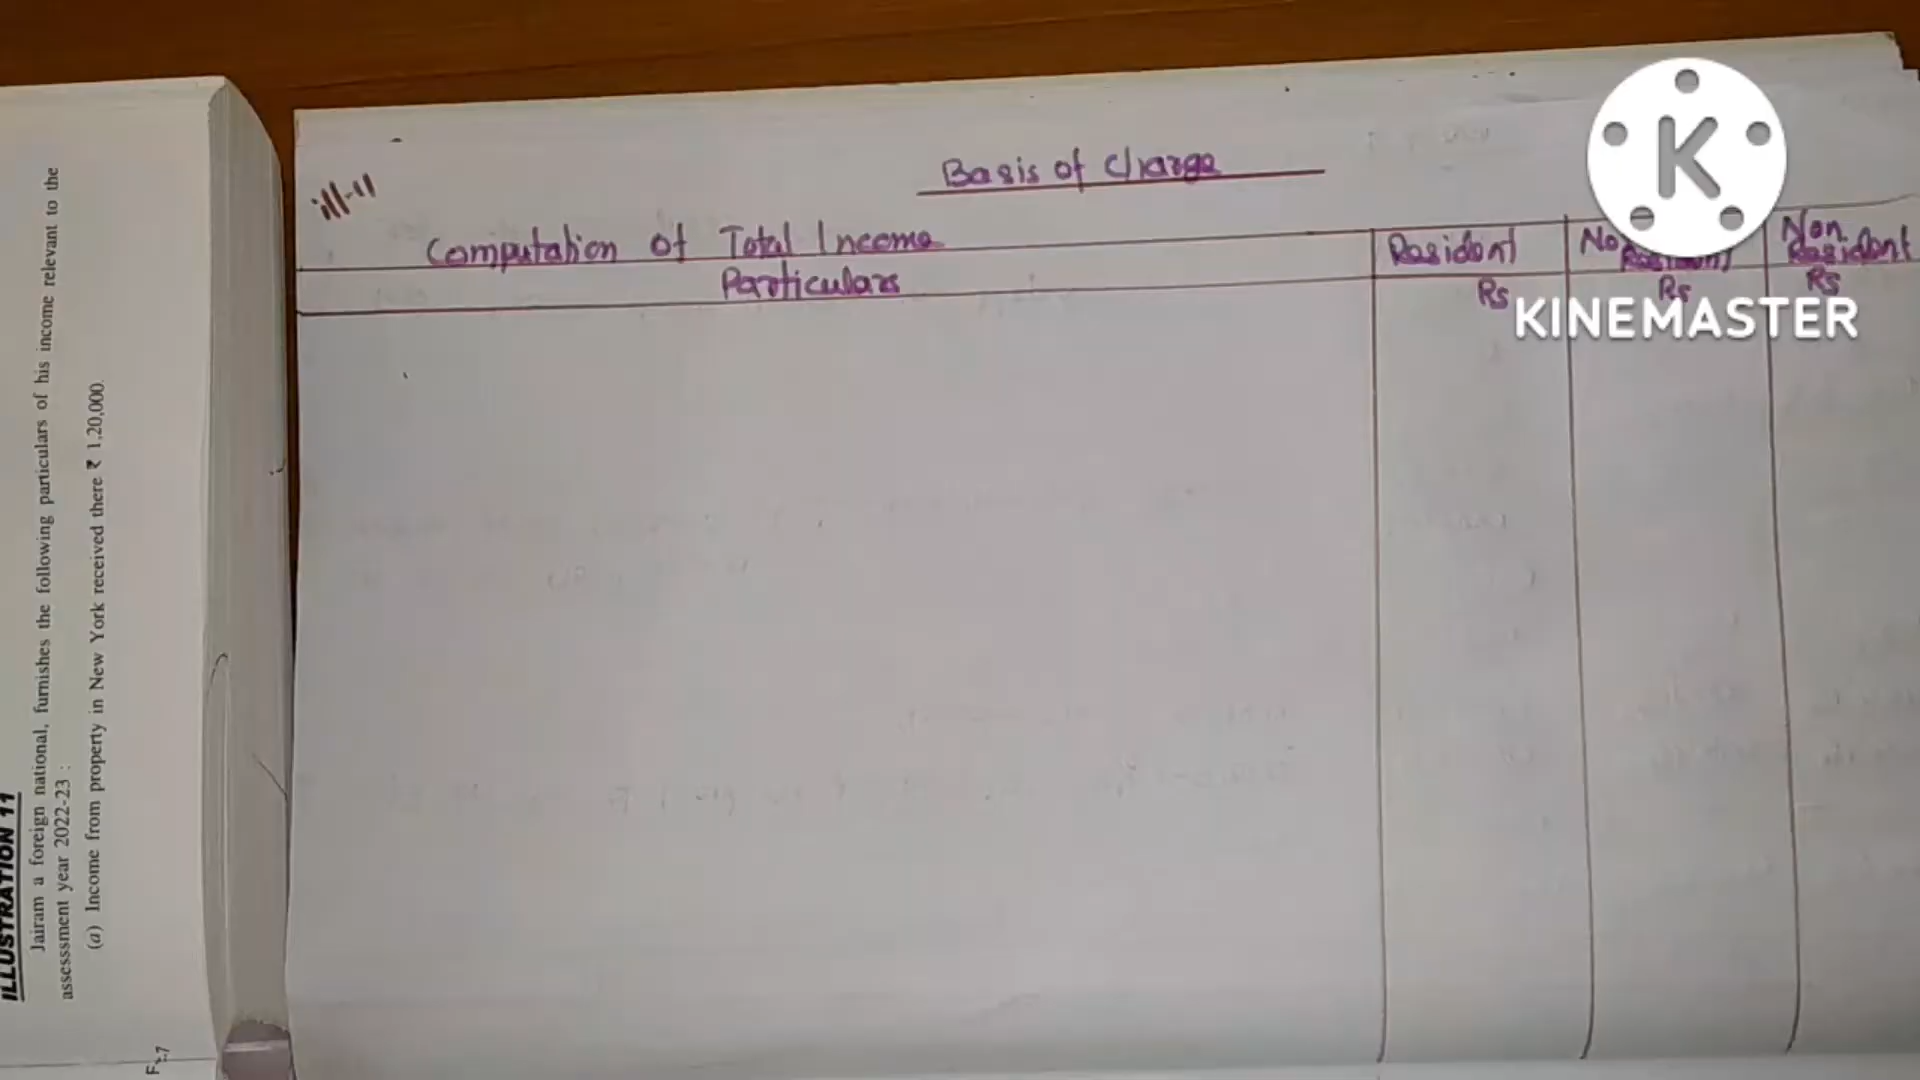 ILLUSTRATION 11
Jairam a foreign national, furnishes the following particulars of his income relevant to the
assessment year 2022-23 :
(a) Income from property in New York received there ₹ 1,20,000.
ill-11
Basis of Charge
Computation of Total Income
Particulars
Resident
Rs
No
Resident
Rs
Non
Resident
Rs
K
KINEMASTER